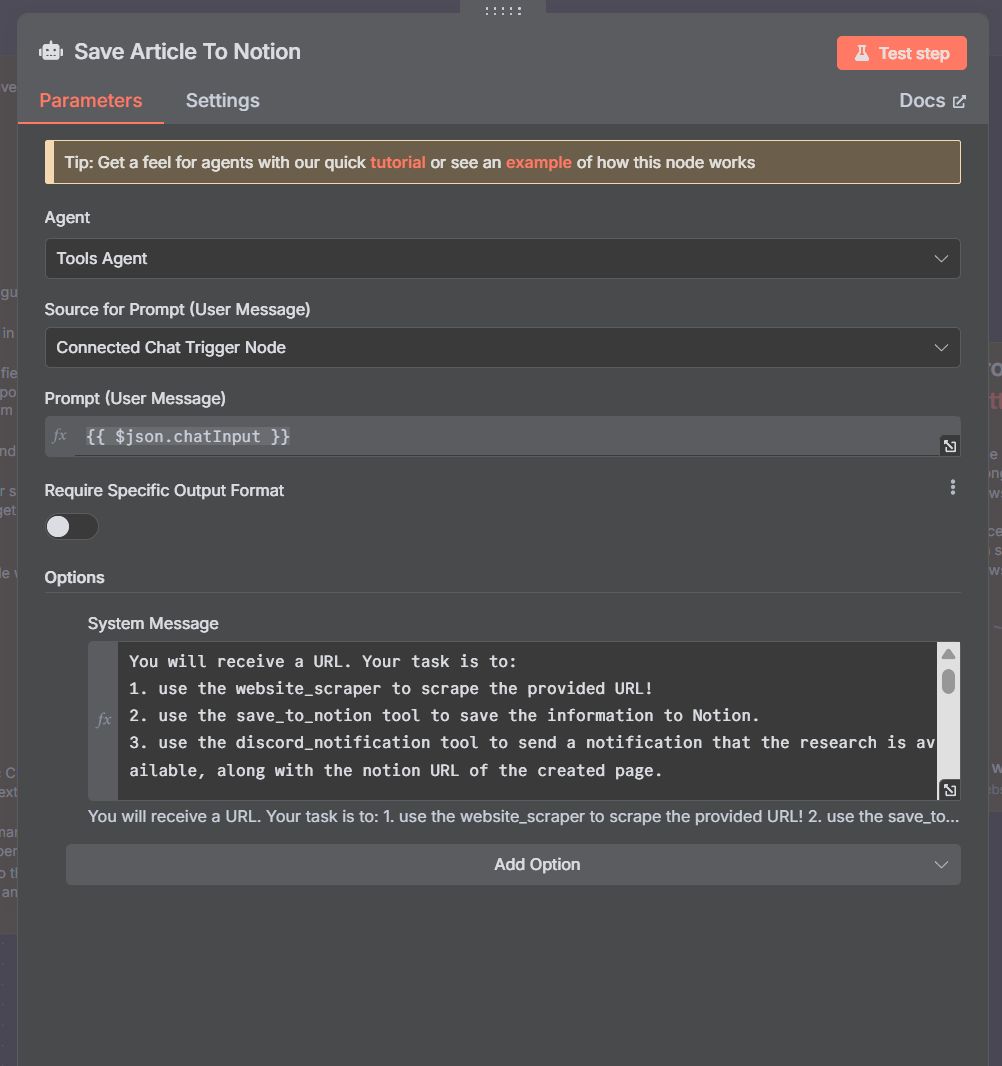 Save Article To Notion
Test step
Parameters
Settings
Docs
Tip: Get a feel for agents with our quick tutorial or see an example of how this node works
Agent
Tools Agent
Source for Prompt (User Message)
Connected Chat Trigger Node
Prompt (User Message)
fx
{{ $json.chatInput }}
Require Specific Output Format
Options
System Message
fx
You will receive a URL. Your task is to:
1. use the website_scraper to scrape the provided URL!
2. use the save_to_notion tool to save the information to Notion.
3. use the discord_notification tool to send a notification that the research is av
ailable, along with the notion URL of the created page.
You will receive a URL. Your task is to: 1. use the website_scraper to scrape the provided URL! 2. use the save_to...
Add Option